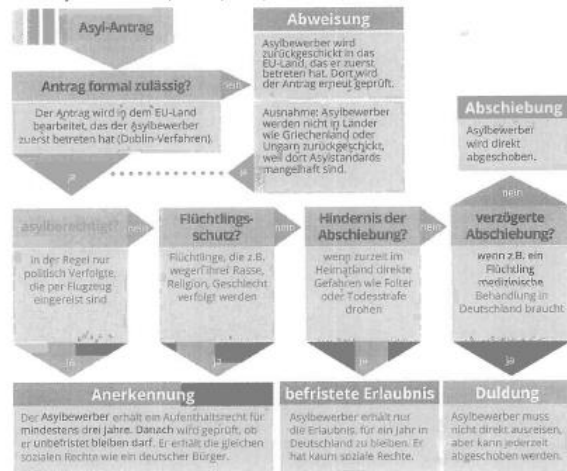 Asyl-Antrag
Abweisung
Asylbewerber wird
zurückgeschickt in das
EU-Land, das er zuerst
betreten hat. Dort wird
der Antrag erneut geprüft.
Antrag formal zulässig?
nein
Der Antrag wird in dem EU-Land
bearbeitet, das der Asylbewerber
zuerst betreten hat (Dublin-Verfahren).
Ausnahme: Asylbewerber
werden nicht in Länder
wie Griechenland oder
Ungarn zurückgeschickt,
weil dort Asylstandards
mangelhaft sind.
ja
ja
Abschiebung
Asylbewerber
wird direkt
abgeschoben.
nein
asylberechtigt?
nein
In der Regel nur
politisch Verfolgte,
die per Flugzeug
eingereist sind
ja
Flüchtlings-
schutz?
nein
Flüchtlinge, die z.B.
wegen ihrer Rasse,
Religion, Geschlecht
verfolgt werden
ja
Hindernis der
Abschiebung?
nein
wenn zurzeit im
Heimatland direkte
Gefahren wie Folter
oder Todesstrafe
drohen
ja
verzögerte
Abschiebung?
wenn z.B. ein
Flüchtling
medizinische
Behandlung in
Deutschland braucht
ja
Anerkennung
Der Asylbewerber erhält ein Aufenthaltsrecht für
mindestens drei Jahre. Danach wird geprüft, ob
er unbefristet bleiben darf. Er erhält die gleichen
sozialen Rechte wie ein deutscher Bürger.
befristete Erlaubnis
Asylbewerber erhält nur
die Erlaubnis, für ein Jahr in
Deutschland zu bleiben. Er
hat kaum soziale Rechte.
Duldung
Asylbewerber muss
nicht direkt ausreisen,
aber kann jederzeit
abgeschoben werden.